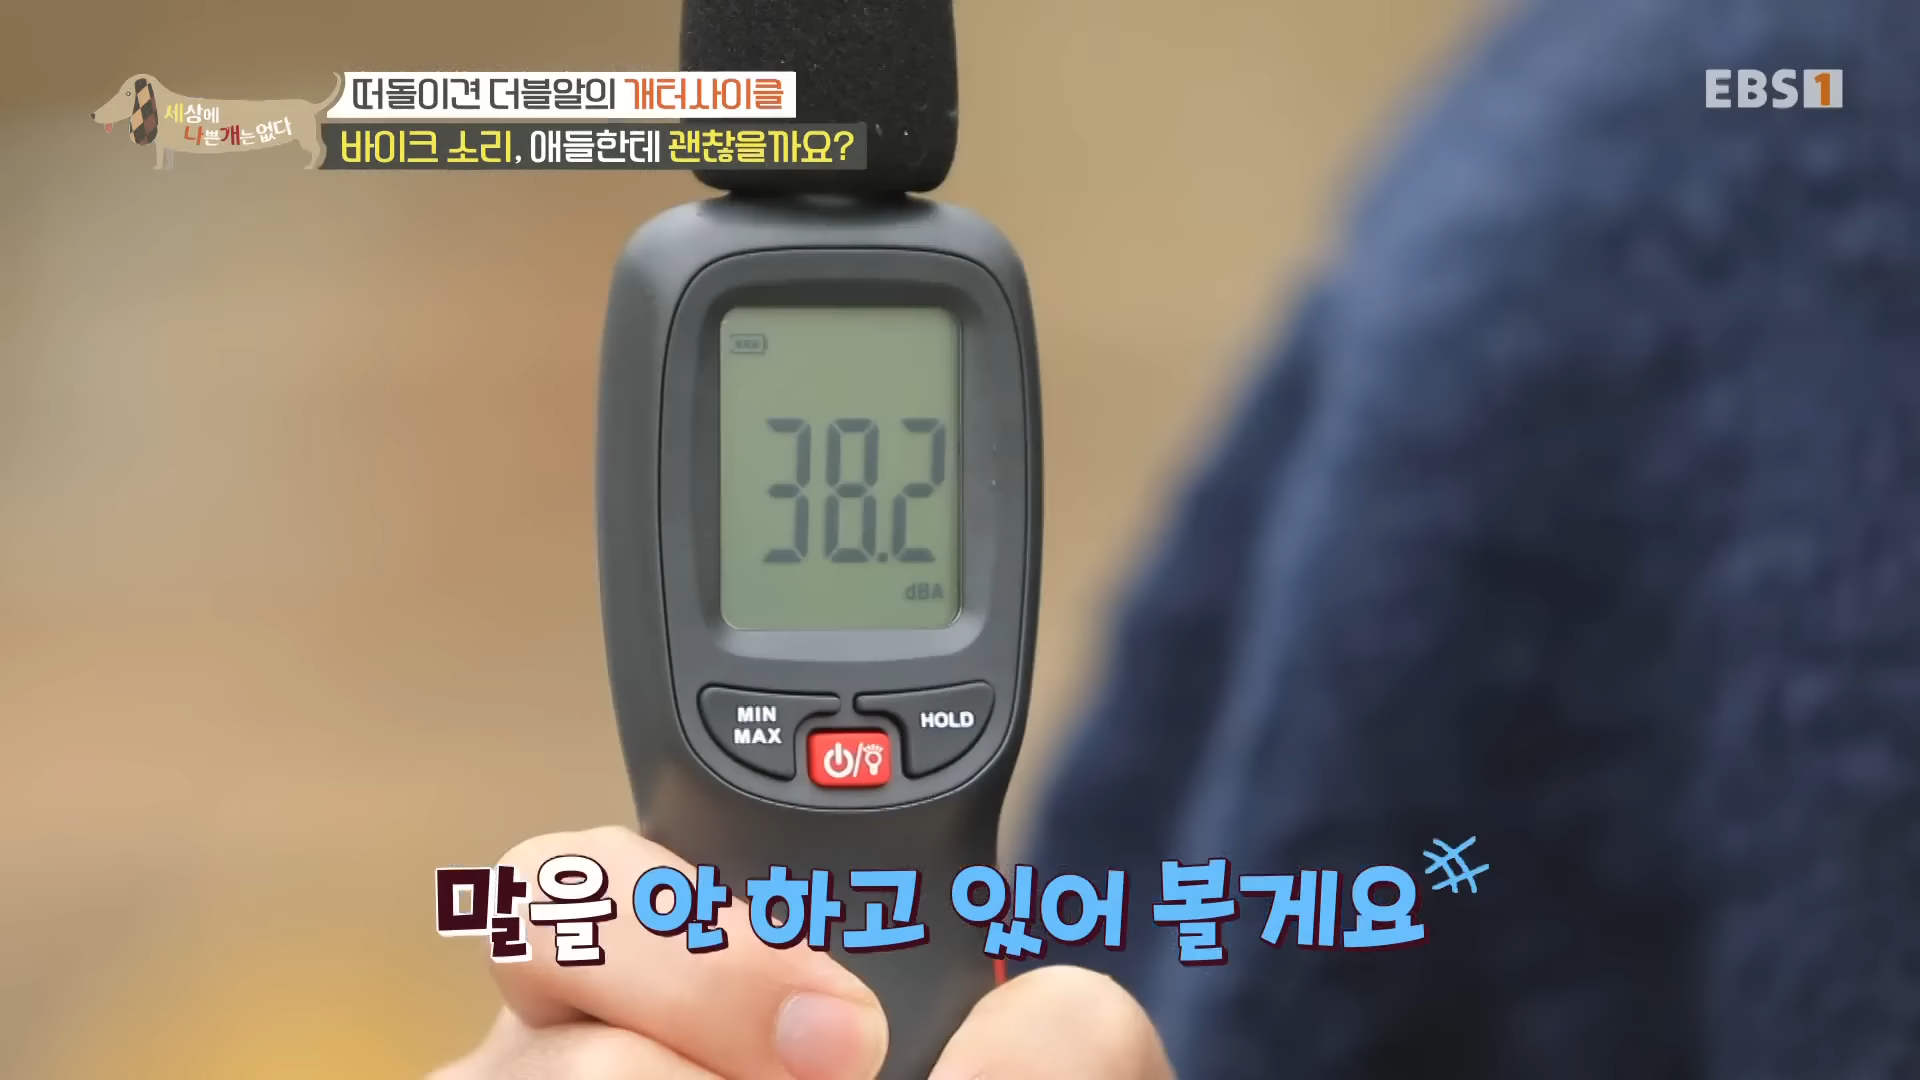 세상에
나쁜개는없다
떠돌이견 더블알의 개터사이클
바이크 소리, 애들한테 괜찮을까요?
EBS1
38.2
dBA
MIN
MAX
HOLD
말을 안 하고 있어 볼게요